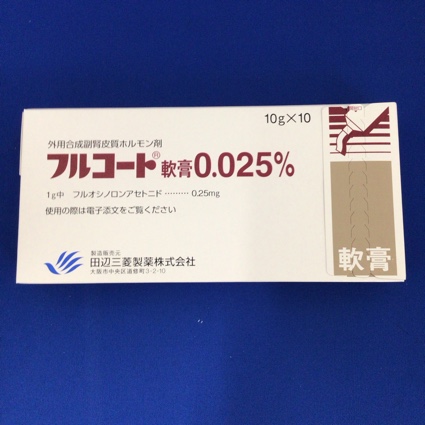 10g×10
外用合成副腎皮質ホルモン剤
フルコート®軟膏0.025%
1g中 フルオシノロンアセトニド ……… 0.25mg
使用の際は電子添文をご覧ください
製造販売元
田辺三菱製薬株式会社
大阪市中央区道修町3-2-10
軟膏